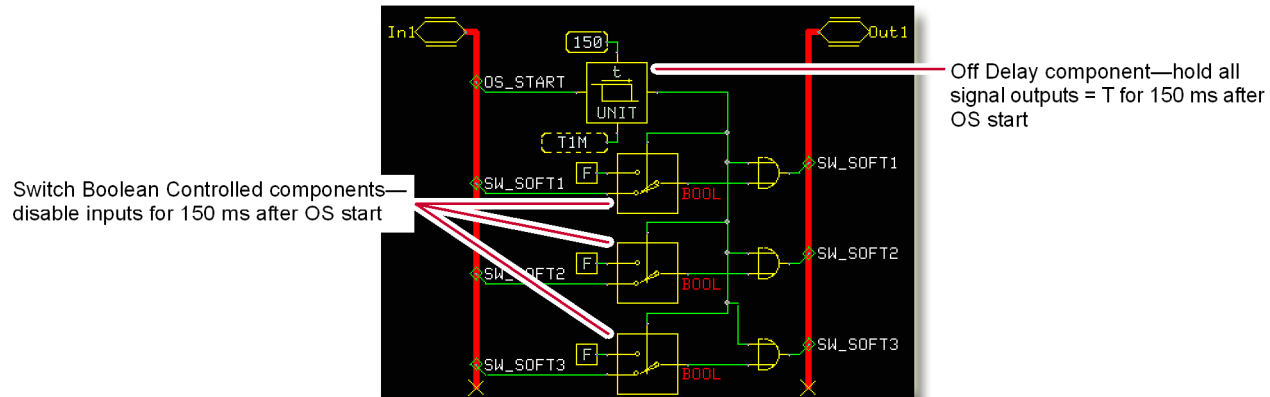 In1
Out1
150
t
OS_START
UNIT
T1M
F
SW_SOFT1
BOOL
SW_SOFT1
F
SW_SOFT2
BOOL
SW_SOFT2
F
SW_SOFT3
BOOL
SW_SOFT3
Off Delay component—hold all
signal outputs = T for 150 ms after
OS start
Switch Boolean Controlled components—
disable inputs for 150 ms after OS start